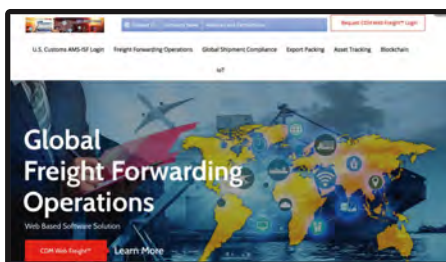 Request CDM Web Freight™ Login
U.S. Customs AMS-ISF Login Freight Forwarding Operations Global Shipment Compliance Export Packing Asset Tracking Blockchain
IoT
Global
Freight Forwarding
Operations
Web Based Software Solution
CDM Web Freight™ Learn More